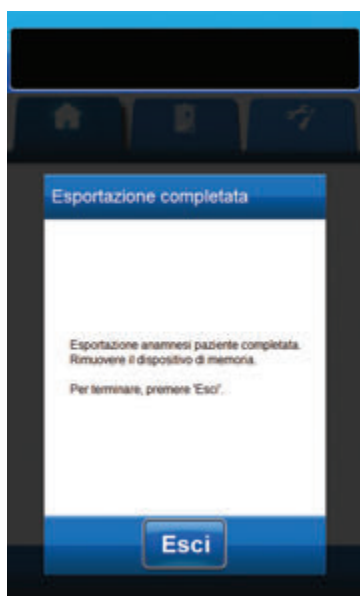 Esportazione completata
Esportazione anamnesi paziente completata.
Rimuovere il dispositivo di memoria.
Per terminare, premere 'Esci'.
Esci